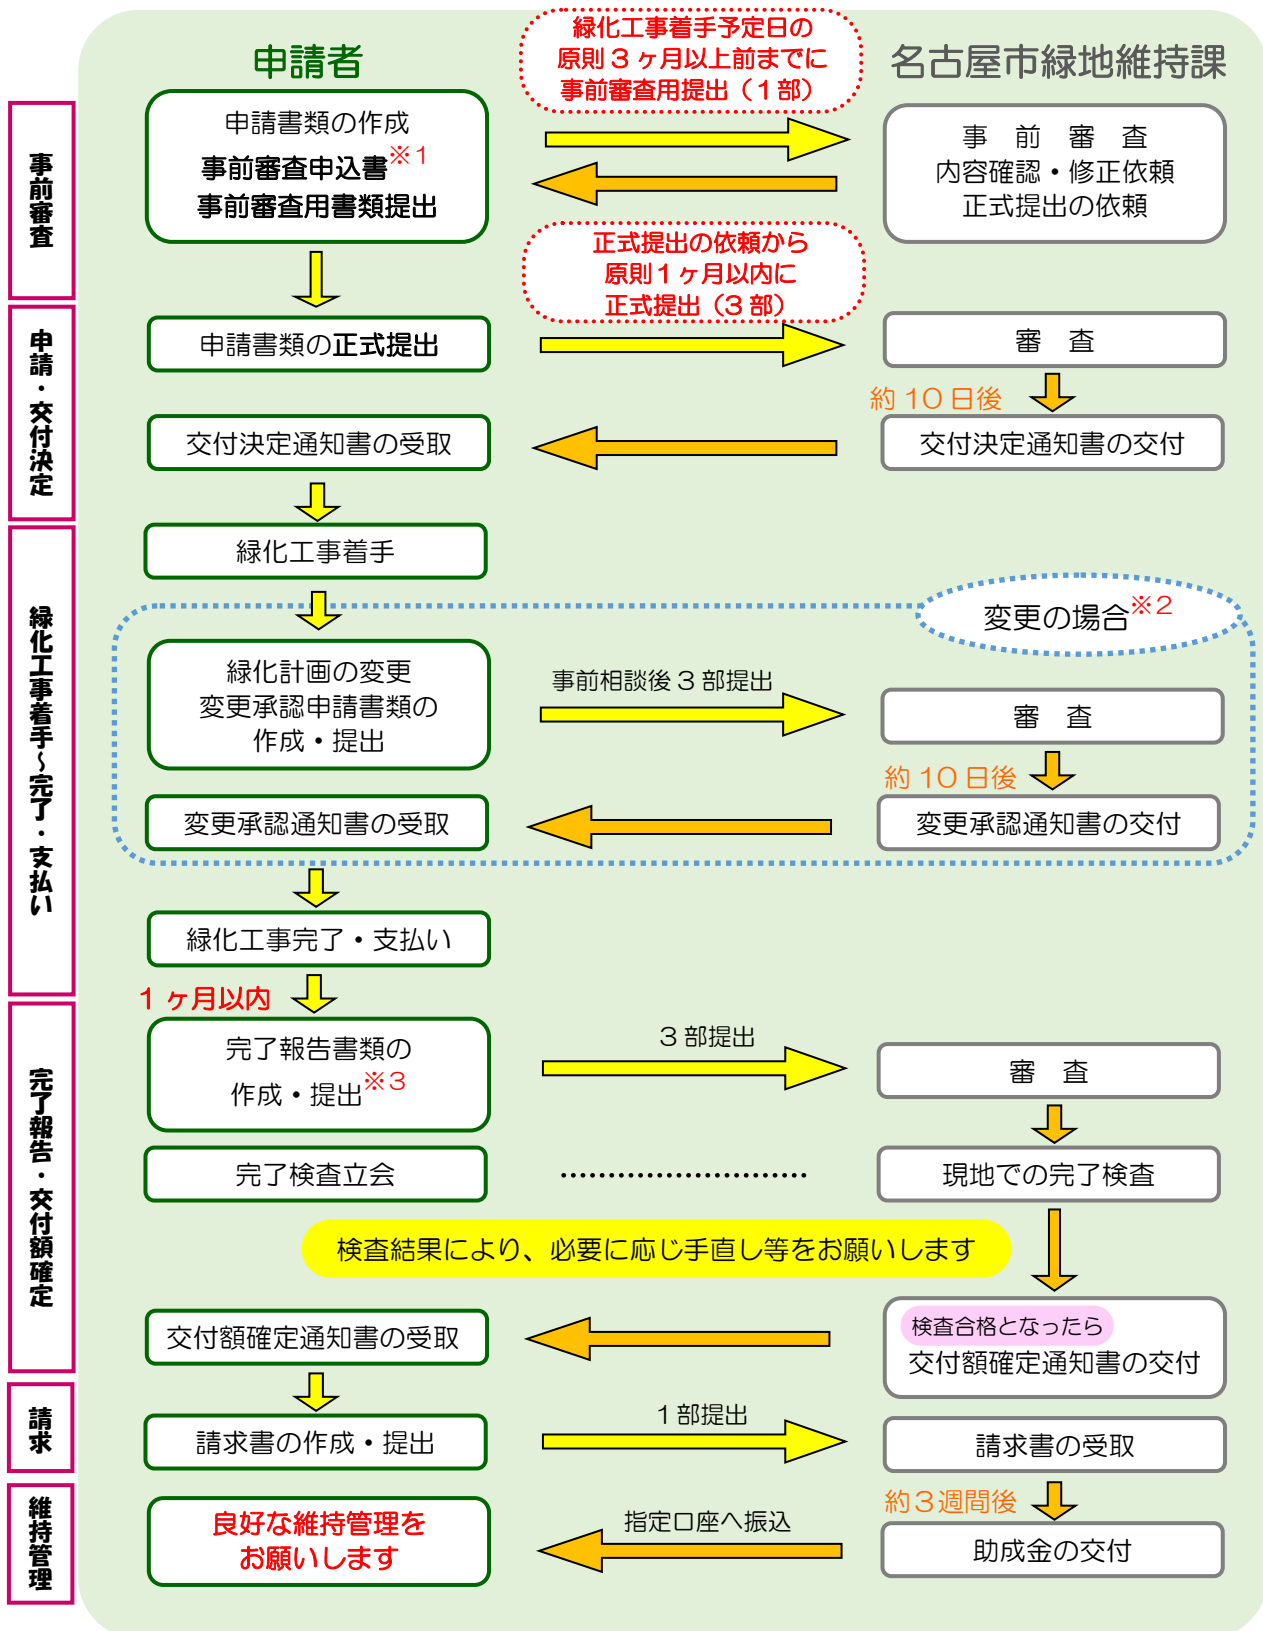 申請者
緑化工事着手予定日の
原則3ヶ月以上前までに
事前審査用提出（1部）
名古屋市緑地維持課
事前審査
申請書類の作成
事前審査申込書※1
事前審査用書類提出
事　前　審　査
内容確認・修正依頼
正式提出の依頼
正式提出の依頼から
原則1ヶ月以内に
正式提出（3部）
申請・交付決定
申請書類の正式提出
審　査
約10日後
交付決定通知書の受取
交付決定通知書の交付
緑化工事着手～完了・支払い
緑化工事着手
変更の場合※2
緑化計画の変更
変更承認申請書類の
作成・提出
事前相談後3部提出
審　査
約10日後
変更承認通知書の受取
変更承認通知書の交付
緑化工事完了・支払い
1ヶ月以内
完了報告・交付額確定
完了報告書類の
作成・提出※3
3部提出
審　査
完了検査立会
現地での完了検査
検査結果により、必要に応じ手直し等をお願いします
交付額確定通知書の受取
検査合格となったら
交付額確定通知書の交付
請求
請求書の作成・提出
1部提出
請求書の受取
約3週間後
維持管理
良好な維持管理を
お願いします
指定口座へ振込
助成金の交付